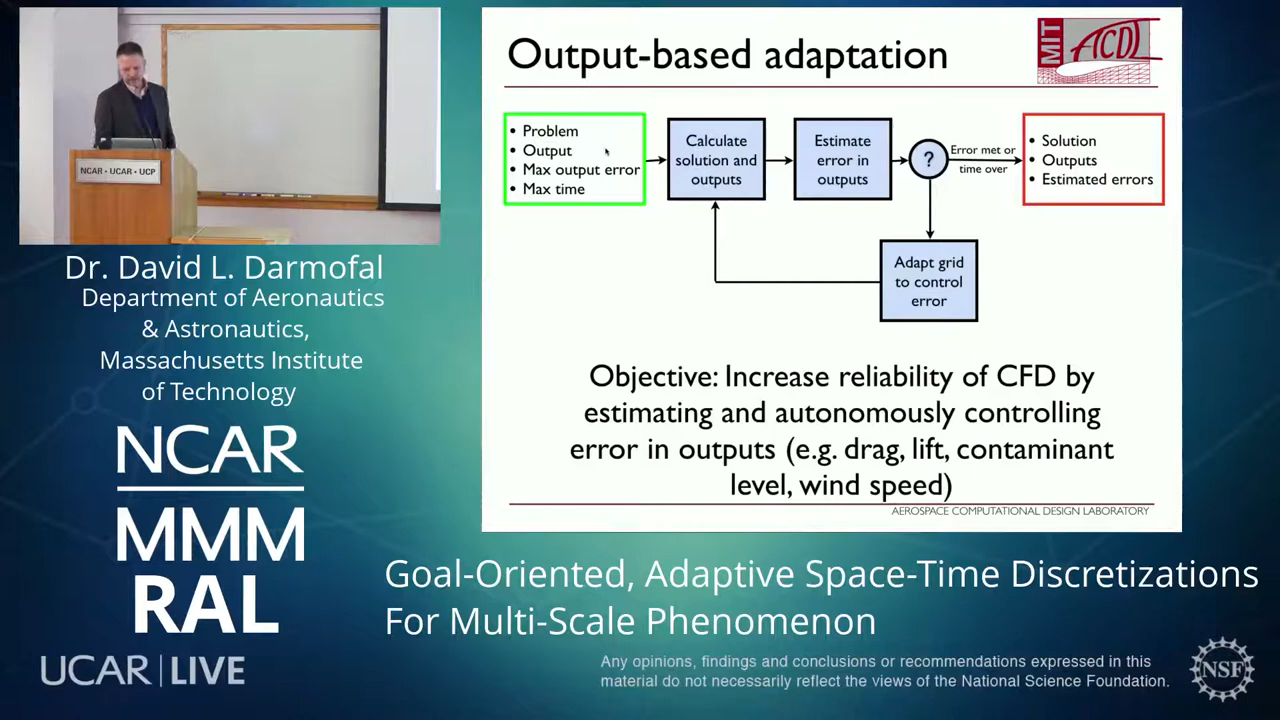 NCAR • UCAR • UCP
Dr. David L. Darmofal
Department of Aeronautics
& Astronautics,
Massachusetts Institute
of Technology
NCAR
MMM
RAL
UCAR | LIVE
Output-based adaptation
MIT
ACDL
• Problem
• Output
• Max output error
• Max time
Calculate
solution and
outputs
Estimate
error in
outputs
?
Error met or
time over
• Solution
• Outputs
• Estimated errors
Adapt grid
to control
error
Objective: Increase reliability of CFD by
estimating and autonomously controlling
error in outputs (e.g. drag, lift, contaminant
level, wind speed)
AEROSPACE COMPUTATIONAL DESIGN LABORATORY
Goal-Oriented, Adaptive Space-Time Discretizations
For Multi-Scale Phenomenon
Any opinions, findings and conclusions or recommendations expressed in this
material do not necessarily reflect the views of the National Science Foundation.
NSF